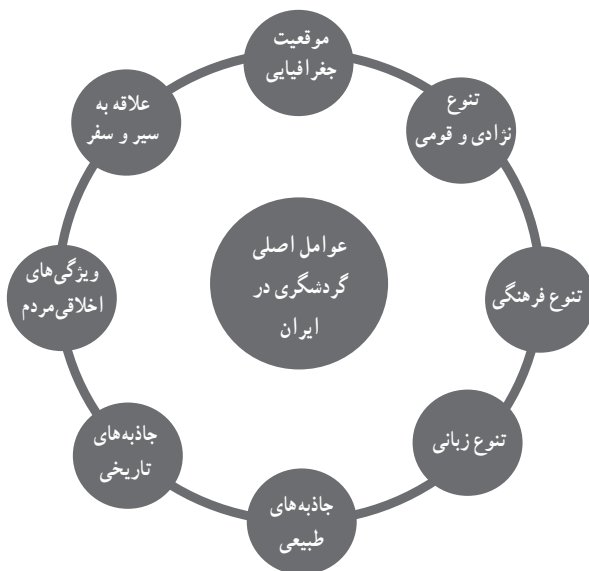 موقعیت
جغرافیایی
تنوع
نژادی و قومی
تنوع فرهنگی
تنوع زبانی
جاذبه‌های
طبیعی
جاذبه‌های
تاریخی
ویژگی‌های
اخلاقی مردم
علاقه به
سیر و سفر
عوامل اصلی
گردشگری در
ایران